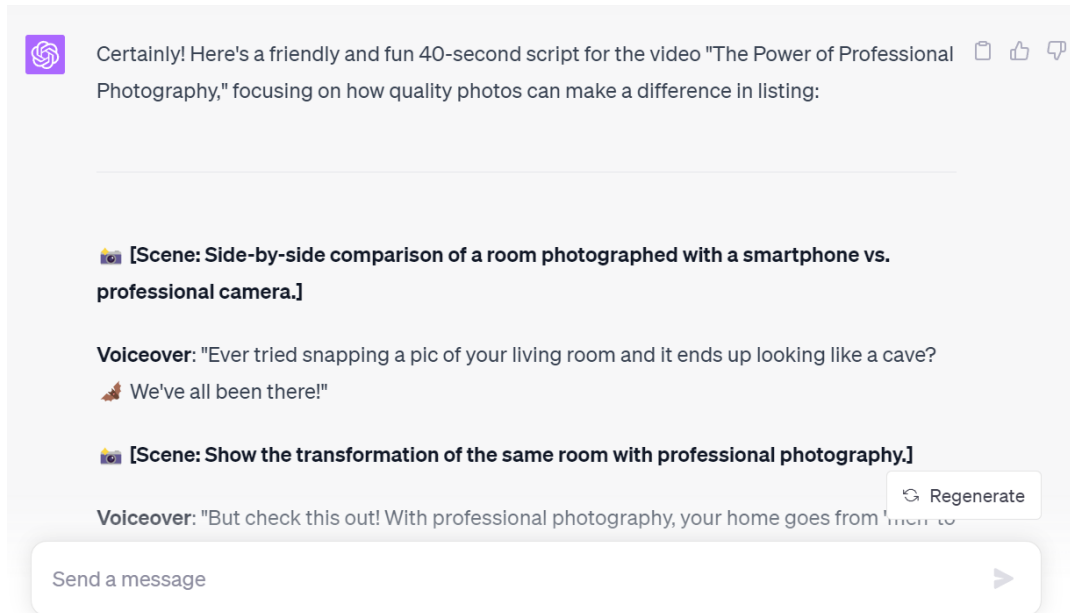 Certainly! Here's a friendly and fun 40-second script for the video "The Power of Professional
Photography," focusing on how quality photos can make a difference in listing:
📸 [Scene: Side-by-side comparison of a room photographed with a smartphone vs.
professional camera.]
Voiceover: "Ever tried snapping a pic of your living room and it ends up looking like a cave?
🦇 We've all been there!"
📸 [Scene: Show the transformation of the same room with professional photography.]
Regenerate
Voiceover: "But check this out! With professional photography, your home goes from 'meh' to
Send a message